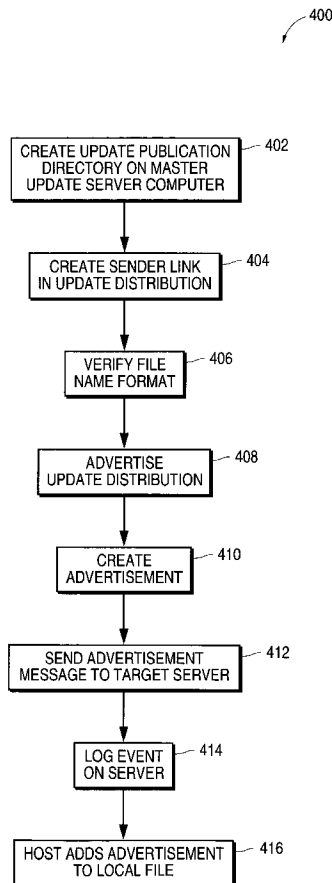 400
CREATE UPDATE PUBLICATION
DIRECTORY ON MASTER
UPDATE SERVER COMPUTER
402
CREATE SENDER LINK
IN UPDATE DISTRIBUTION
404
VERIFY FILE
NAME FORMAT
406
ADVERTISE
UPDATE DISTRIBUTION
408
CREATE
ADVERTISEMENT
410
SEND ADVERTISEMENT
MESSAGE TO TARGET SERVER
412
LOG EVENT
ON SERVER
414
HOST ADDS ADVERTISEMENT
TO LOCAL FILE
416